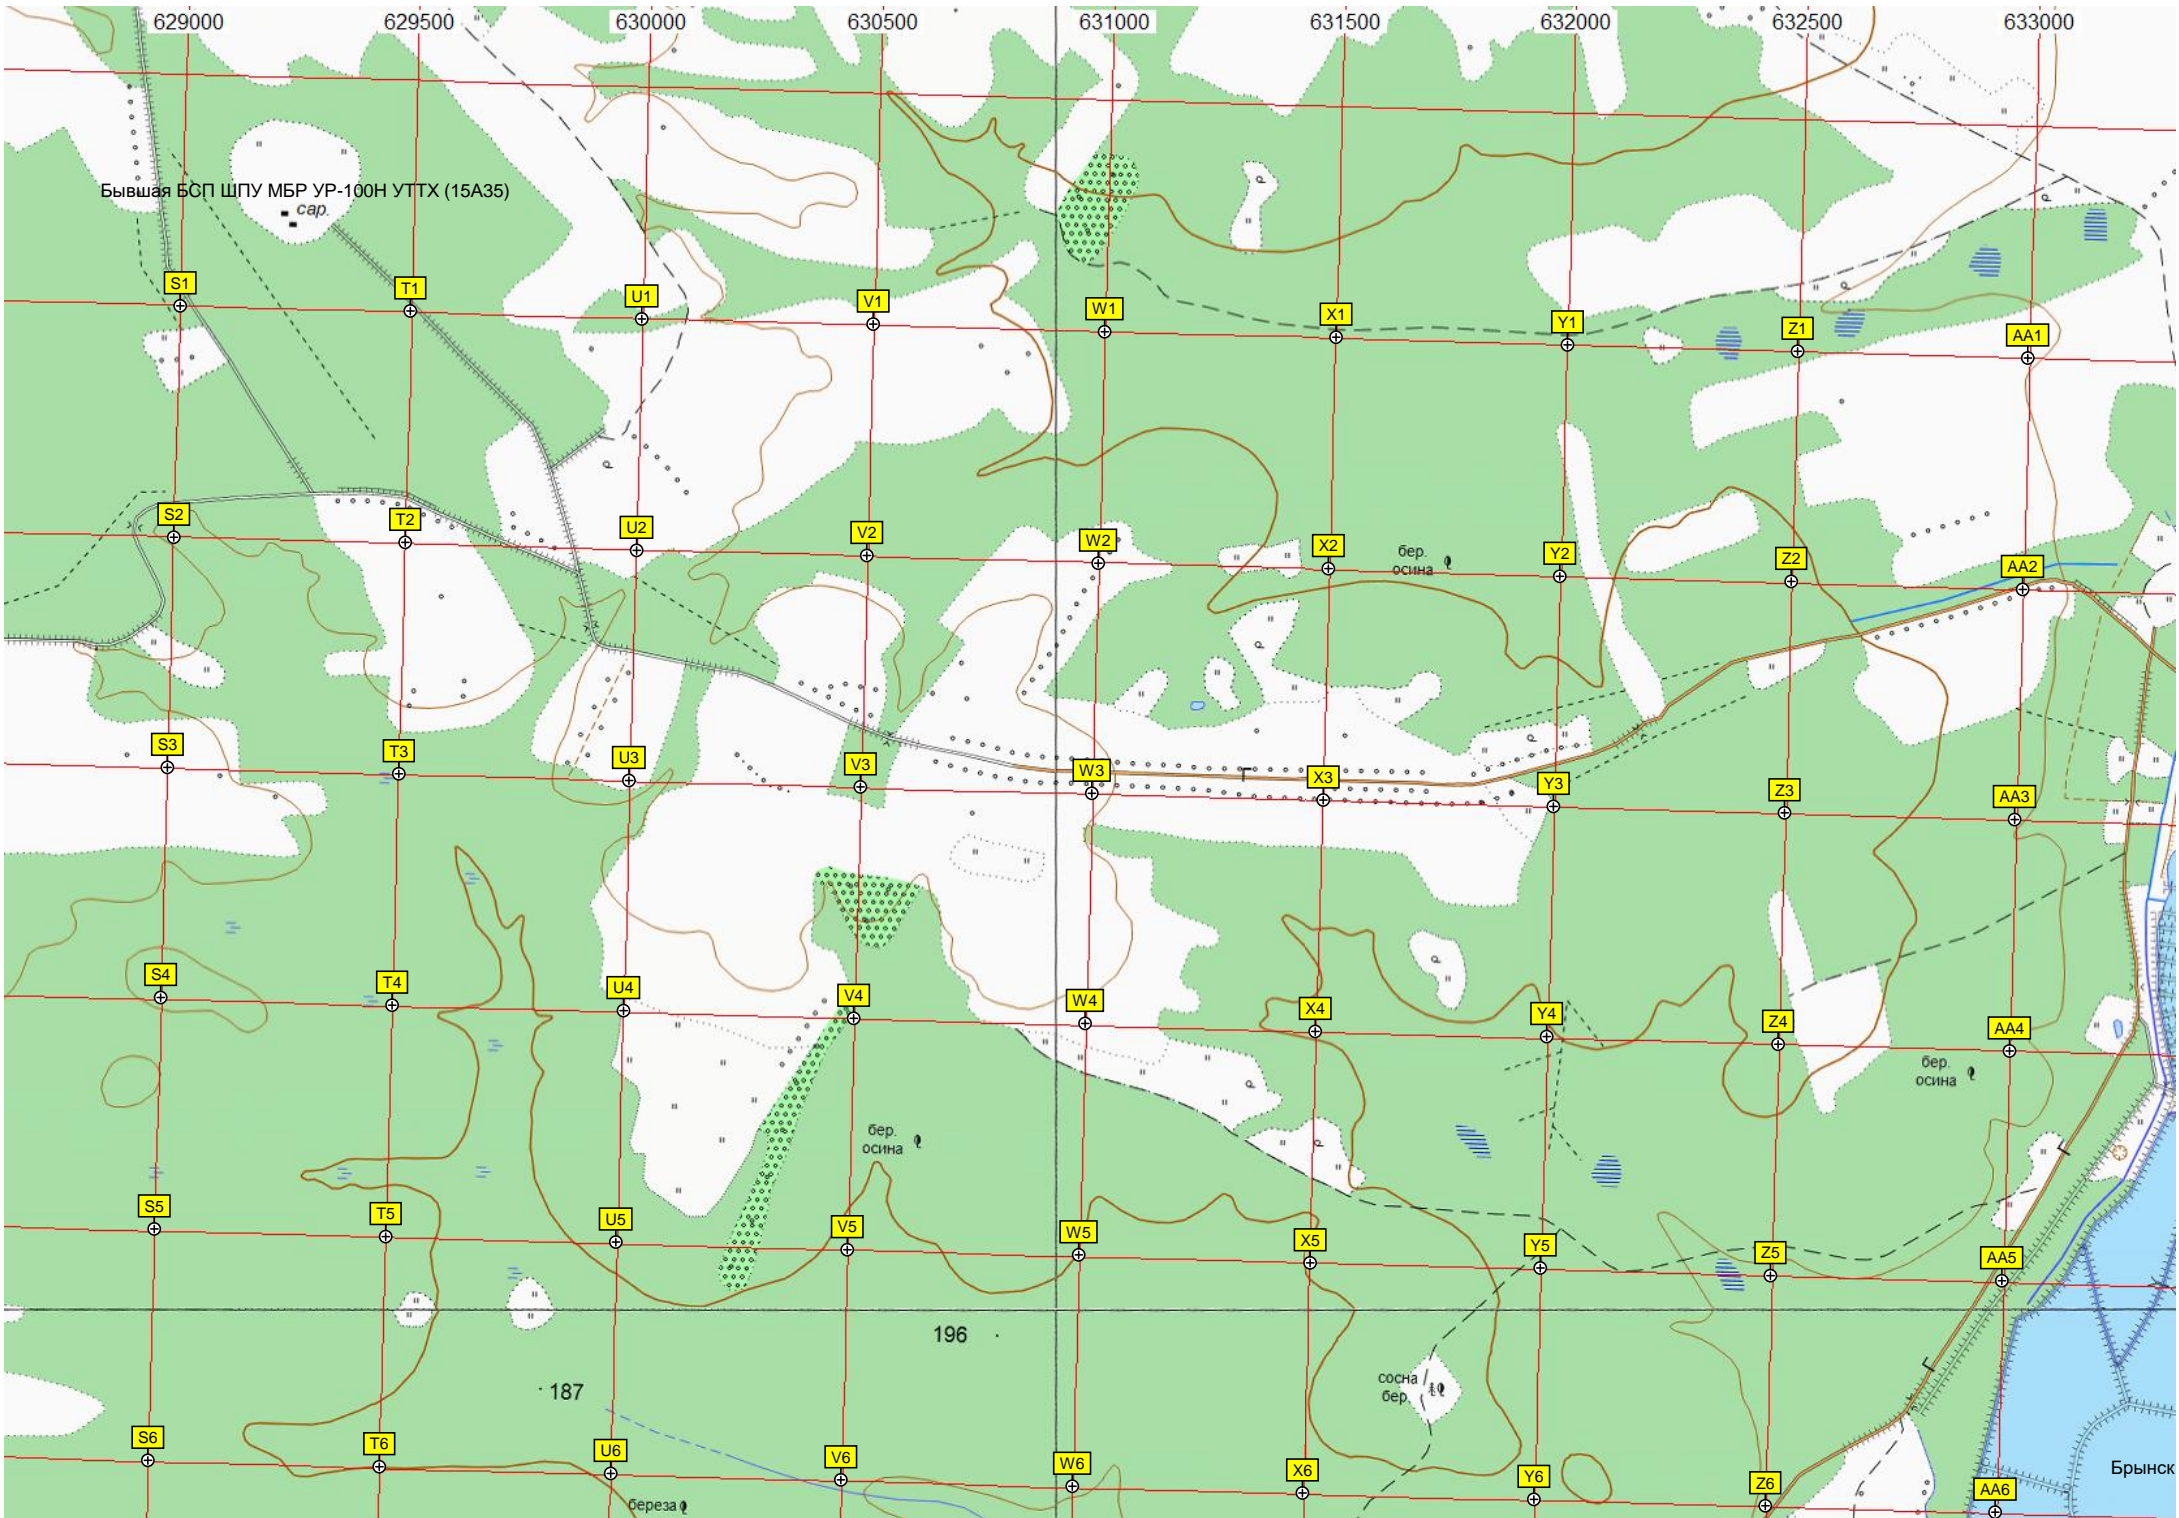 629000 629500 630000 630500 631000 631500 632000 632500 633000
Бывшая БСП ШПУ МБР УР-100Н УТТХ (15А35)
сар.
S1 T1 U1 V1 W1 X1 Y1 Z1 AA1
S2 T2 U2 V2 W2 X2 Y2 Z2 AA2
бер.
осина
S3 T3 U3 V3 W3 X3 Y3 Z3 AA3
Г
S4 T4 U4 V4 W4 X4 Y4 Z4 AA4
бер.
осина
бер.
осина
S5 T5 U5 V5 W5 X5 Y5 Z5 AA5
196
187
сосна
бер.
S6 T6 U6 V6 W6 X6 Y6 Z6 AA6
береза
Брынск